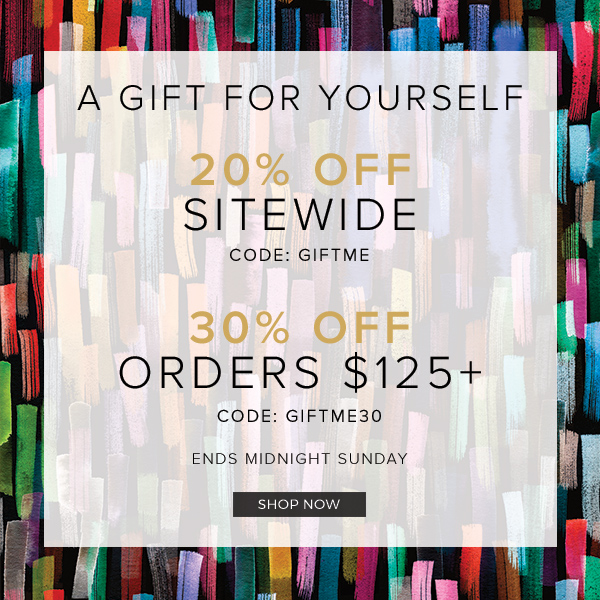 A GIFT FOR YOURSELF
20% OFF
SITEWIDE
CODE: GIFTME
30% OFF
ORDERS $125+
CODE: GIFTME30
ENDS MIDNIGHT SUNDAY
SHOP NOW